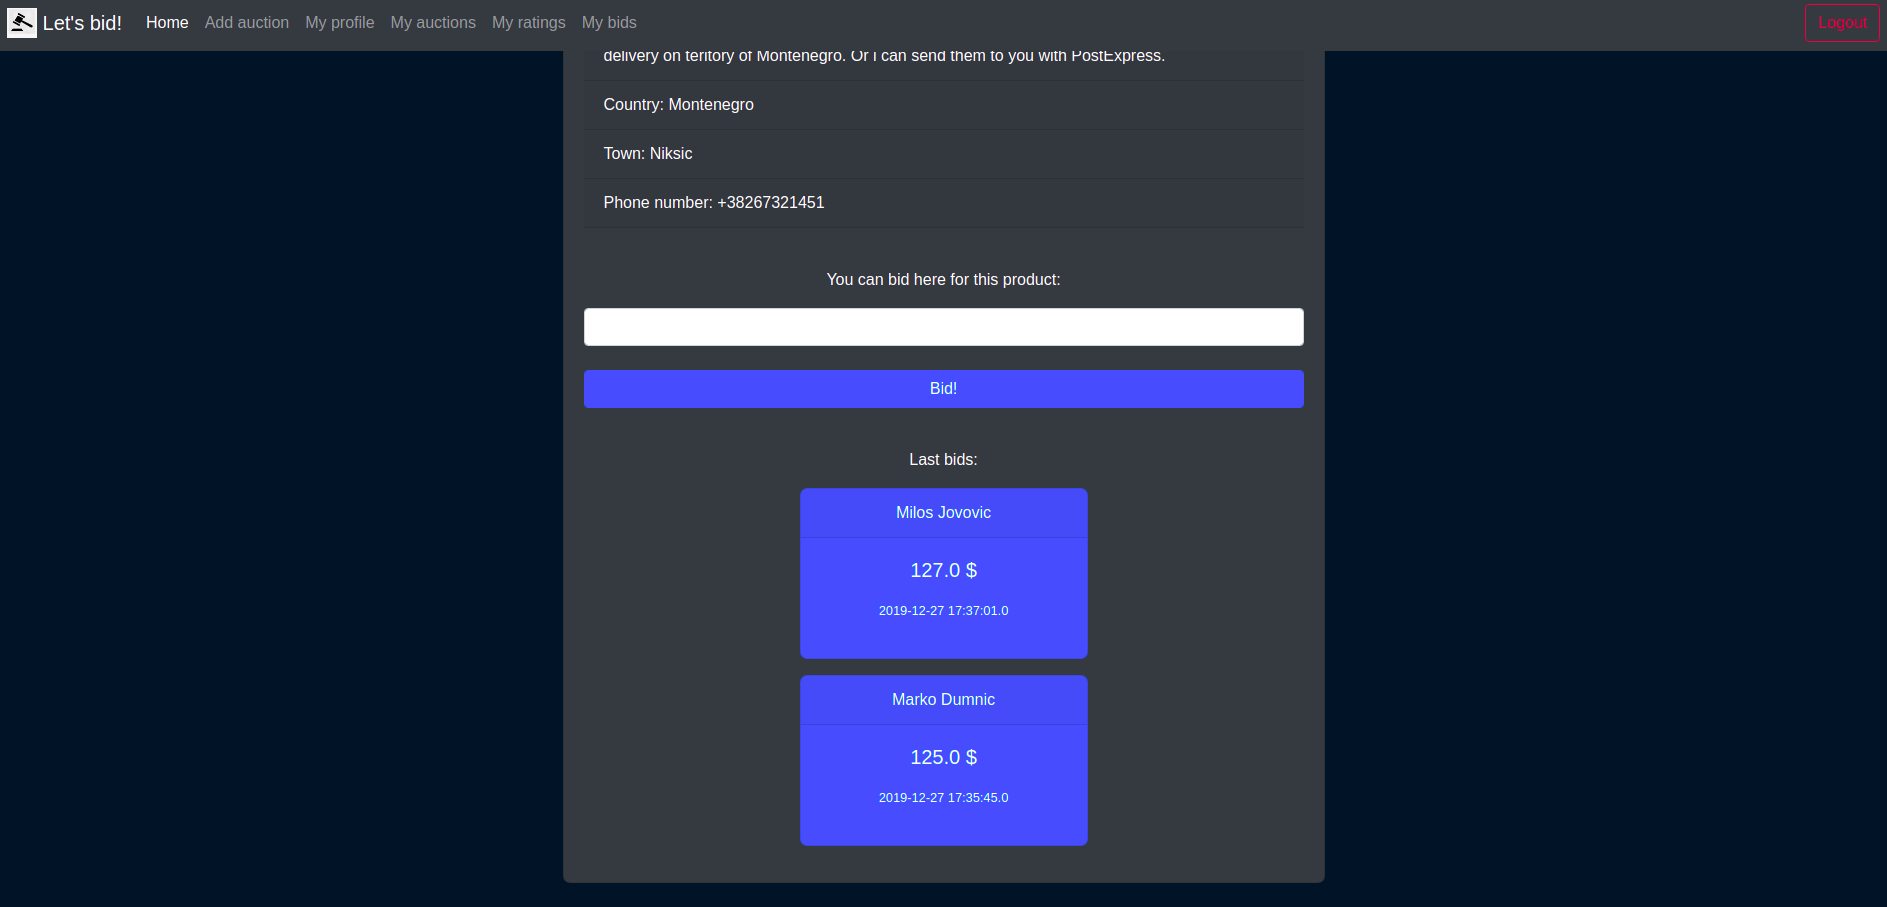 Let's bid! Home Add auction My profile My auctions My ratings My bids Logout
delivery on teritory of Montenegro. Or I can send them to you with PostExpress.
Country: Montenegro
Town: Niksic
Phone number: +38267321451
You can bid here for this product:
Bid!
Last bids:
Milos Jovovic
127.0 $
2019-12-27 17:37:01.0
Marko Dumnic
125.0 $
2019-12-27 17:35:45.0